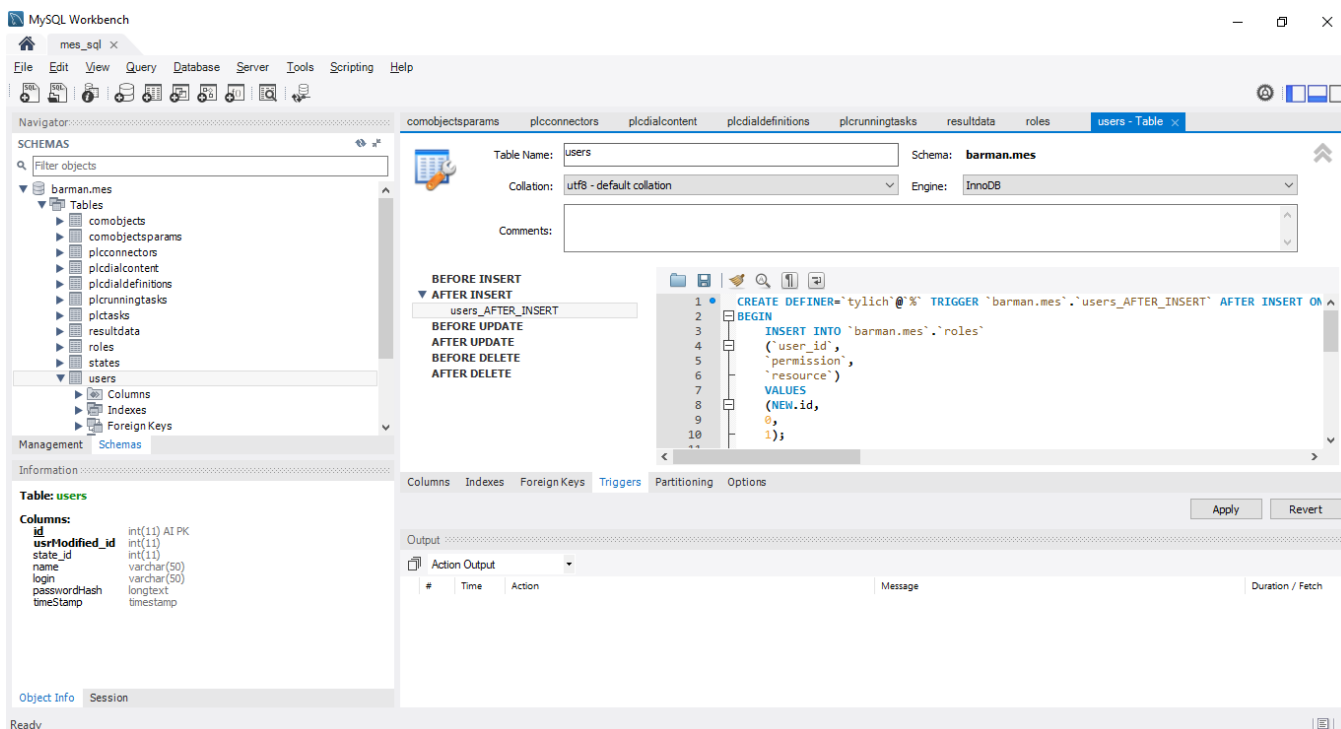 MySQL Workbench
mes_sql
File Edit View Query Database Server Tools Scripting Help
Navigator
SCHEMAS
Filter objects
barman.mes
Tables
comobjects
comobjectsparams
plcconnectors
plcdialcontent
plcdialdefinitions
plcrunningtasks
plctasks
resultdata
roles
states
users
Columns
Indexes
Foreign Keys
Management Schemas
Information
Table: users
Columns:
id int(11) AI PK
usrModified_id int(11)
state_id int(11)
name varchar(50)
login varchar(50)
passwordHash longtext
timeStamp timestamp
Object Info Session
Ready
comobjectsparams plcconnectors plcdialcontent plcdialdefinitions plcrunningtasks resultdata roles users - Table
Table Name: users Schema: barman.mes
Collation: utf8 - default collation Engine: InnoDB
Comments:
BEFORE INSERT
AFTER INSERT
users_AFTER_INSERT
BEFORE UPDATE
AFTER UPDATE
BEFORE DELETE
AFTER DELETE
1 CREATE DEFINER=`tylich`@`%` TRIGGER `barman.mes`.`users_AFTER_INSERT` AFTER INSERT ON
2 BEGIN
3 INSERT INTO `barman.mes`.`roles`
4 (`user_id`,
5 `permission`,
6 `resource`)
7 VALUES
8 (NEW.id,
9 0,
10 1);
Columns Indexes Foreign Keys Triggers Partitioning Options
Apply Revert
Output
Action Output
# Time Action Message Duration / Fetch